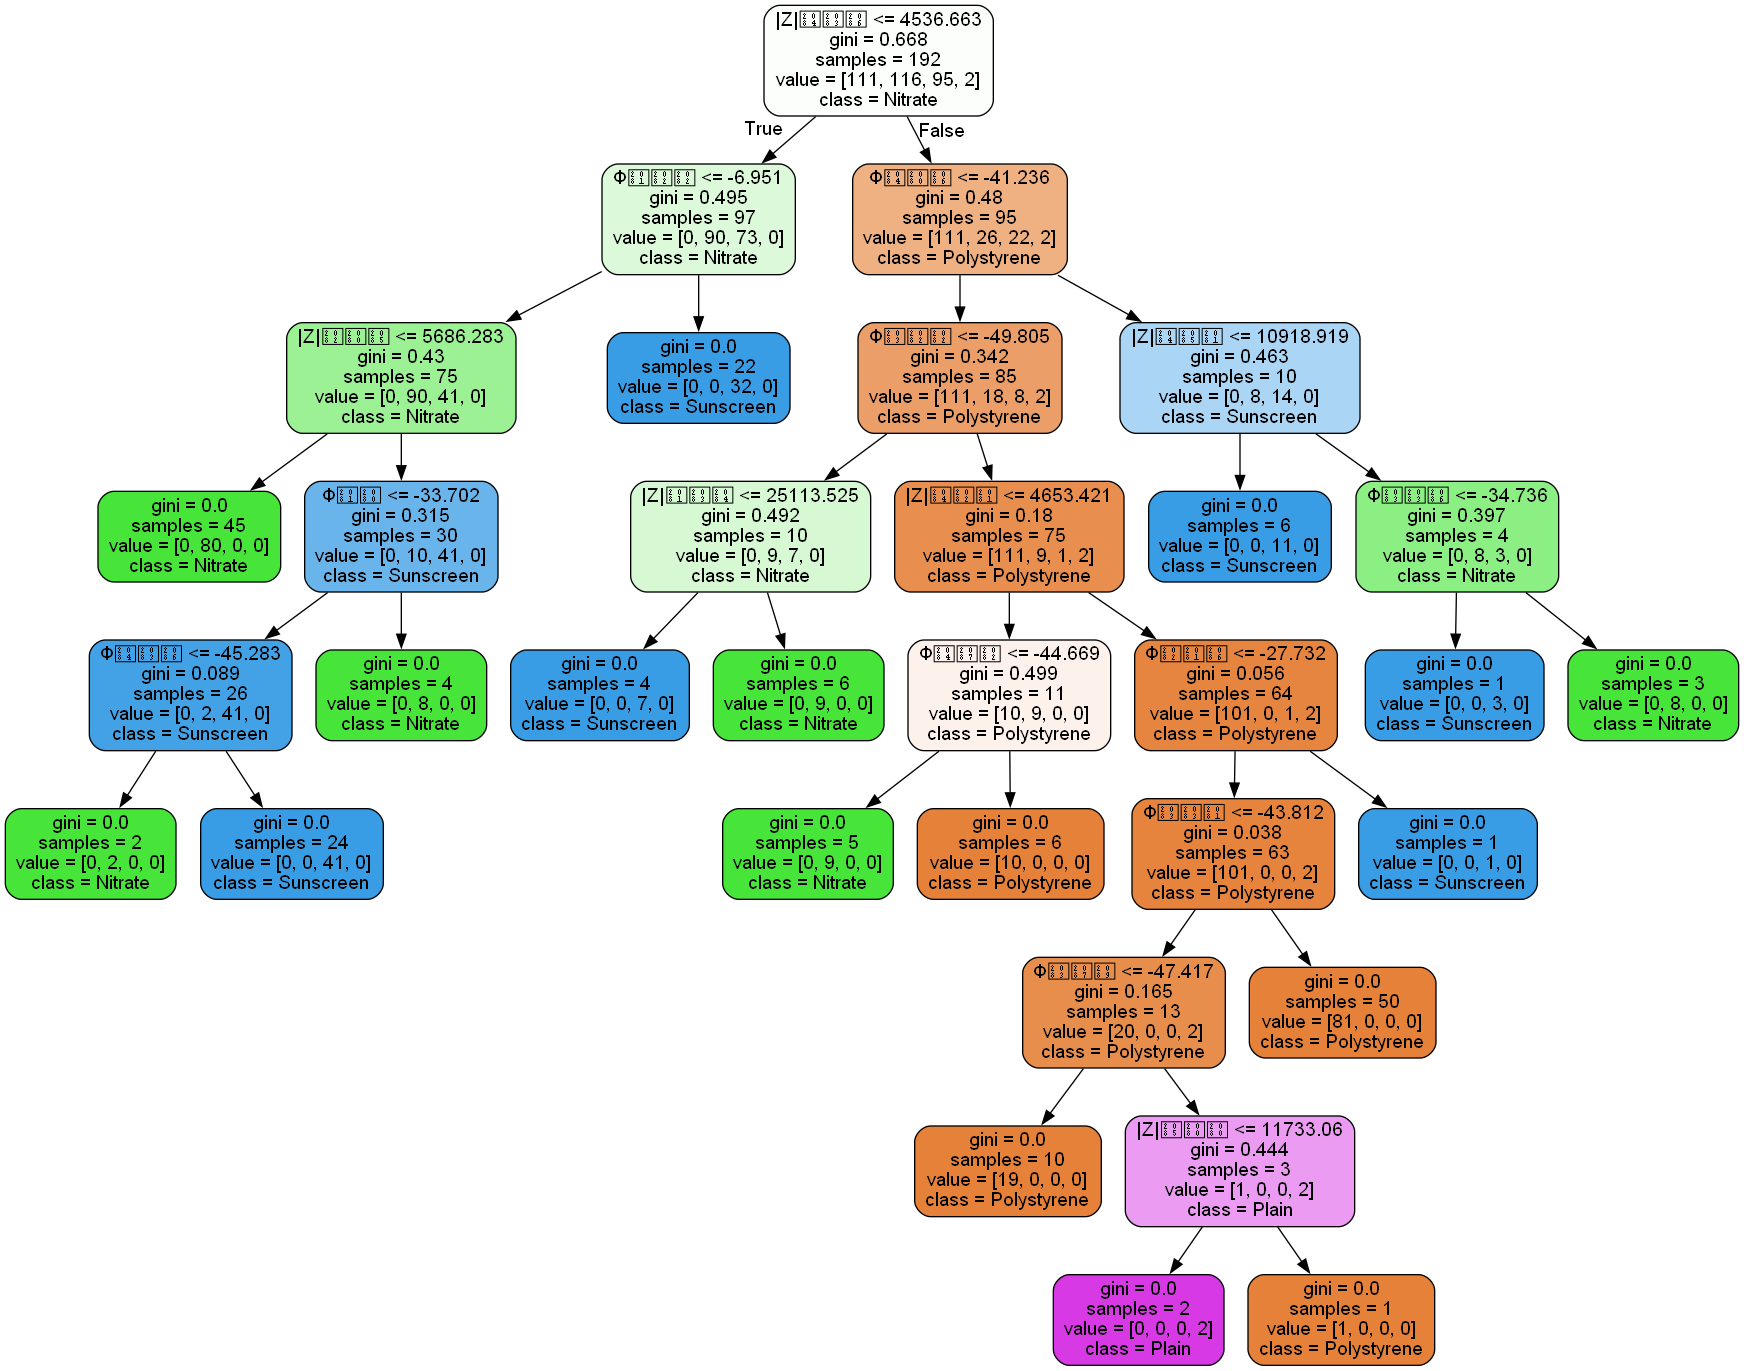 |Z| <= 4536.663
gini = 0.668
samples = 192
value = [111, 116, 95, 2]
class = Nitrate
True
False
Φ <= -6.951
gini = 0.495
samples = 97
value = [0, 90, 73, 0]
class = Nitrate
Φ <= -41.236
gini = 0.48
samples = 95
value = [111, 26, 22, 2]
class = Polystyrene
|Z| <= 5686.283
gini = 0.43
samples = 75
value = [0, 90, 41, 0]
class = Nitrate
gini = 0.0
samples = 22
value = [0, 0, 32, 0]
class = Sunscreen
Φ <= -49.805
gini = 0.342
samples = 85
value = [111, 18, 8, 2]
class = Polystyrene
|Z| <= 10918.919
gini = 0.463
samples = 10
value = [0, 8, 14, 0]
class = Sunscreen
gini = 0.0
samples = 45
value = [0, 80, 0, 0]
class = Nitrate
Φ <= -33.702
gini = 0.315
samples = 30
value = [0, 10, 41, 0]
class = Sunscreen
|Z| <= 25113.525
gini = 0.492
samples = 10
value = [0, 9, 7, 0]
class = Nitrate
|Z| <= 4653.421
gini = 0.18
samples = 75
value = [111, 9, 1, 2]
class = Polystyrene
gini = 0.0
samples = 6
value = [0, 0, 11, 0]
class = Sunscreen
Φ <= -34.736
gini = 0.397
samples = 4
value = [0, 8, 3, 0]
class = Nitrate
Φ <= -45.283
gini = 0.089
samples = 26
value = [0, 2, 41, 0]
class = Sunscreen
gini = 0.0
samples = 4
value = [0, 8, 0, 0]
class = Nitrate
gini = 0.0
samples = 4
value = [0, 0, 7, 0]
class = Sunscreen
gini = 0.0
samples = 6
value = [0, 9, 0, 0]
class = Nitrate
Φ <= -44.669
gini = 0.499
samples = 11
value = [10, 9, 0, 0]
class = Polystyrene
Φ <= -27.732
gini = 0.056
samples = 64
value = [101, 0, 1, 2]
class = Polystyrene
gini = 0.0
samples = 1
value = [0, 0, 3, 0]
class = Sunscreen
gini = 0.0
samples = 3
value = [0, 8, 0, 0]
class = Nitrate
gini = 0.0
samples = 2
value = [0, 2, 0, 0]
class = Nitrate
gini = 0.0
samples = 24
value = [0, 0, 41, 0]
class = Sunscreen
gini = 0.0
samples = 5
value = [0, 9, 0, 0]
class = Nitrate
gini = 0.0
samples = 6
value = [10, 0, 0, 0]
class = Polystyrene
Φ <= -43.812
gini = 0.038
samples = 63
value = [101, 0, 0, 2]
class = Polystyrene
gini = 0.0
samples = 1
value = [0, 0, 1, 0]
class = Sunscreen
Φ <= -47.417
gini = 0.165
samples = 13
value = [20, 0, 0, 2]
class = Polystyrene
gini = 0.0
samples = 50
value = [81, 0, 0, 0]
class = Polystyrene
gini = 0.0
samples = 10
value = [19, 0, 0, 0]
class = Polystyrene
|Z| <= 11733.06
gini = 0.444
samples = 3
value = [1, 0, 0, 2]
class = Plain
gini = 0.0
samples = 2
value = [0, 0, 0, 2]
class = Plain
gini = 0.0
samples = 1
value = [1, 0, 0, 0]
class = Polystyrene